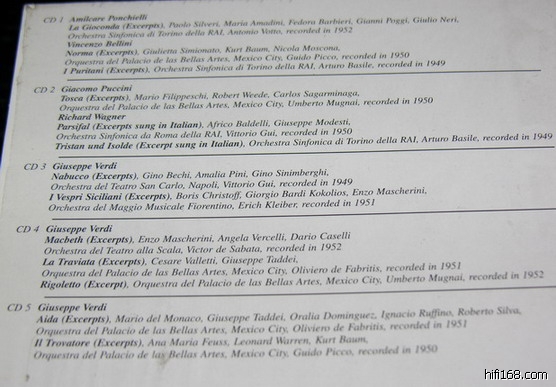 CD 1 Amilcare Ponchielli
La Gioconda (Excerpts), Paolo Silveri, Maria Amadini, Fedora Barbieri, Gianni Poggi, Giulio Neri,
Orchestra Sinfonica di Torino della RAI, Antonio Votto, recorded in 1952
Vincenzo Bellini
Norma (Excerpts), Giulietta Simionato, Kurt Baum, Nicola Moscona,
Orquestra del Palacio de las Bellas Artes, Mexico City, Guido Picco, recorded in 1950
I Puritani (Excerpts), Orchestra Sinfonica di Torino della RAI, Arturo Basile, recorded in 1949
CD 2 Giacomo Puccini
Tosca (Excerpts), Mario Filippeschi, Robert Weede, Carlos Sagarminaga,
Orquestra del Palacio de las Bellas Artes, Mexico City, Umberto Mugnai, recorded in 1950
Richard Wagner
Parsifal (Excerpts sung in Italian), Africo Baldelli, Giuseppe Modesti,
Orchestra Sinfonica da Roma della RAI, Vittorio Gui, recorded in 1950
Tristan und Isolde (Excerpt sung in Italian), Orchestra Sinfonica di Torino della RAI, Arturo Basile, recorded in 1949
CD 3 Giuseppe Verdi
Nabucco (Excerpts), Gino Bechi, Amalia Pini, Gino Sinimberghi,
Orchestra del Teatro San Carlo, Napoli, Vittorio Gui, recorded in 1949
I Vespri Siciliani (Excerpts), Boris Christoff, Giorgio Bardi Kokolios, Enzo Mascherini,
Orchestra del Maggio Musicale Fiorentino, Erich Kleiber, recorded in 1951
CD 4 Giuseppe Verdi
Macbeth (Excerpts), Enzo Mascherini, Angela Vercelli, Dario Caselli
Orchestra del Teatro alla Scala, Victor de Sabata, recorded in 1952
La Traviata (Excerpts), Cesare Valletti, Giuseppe Taddei,
Orquestra del Palacio de las Bellas Artes, Mexico City, Oliviero de Fabritis, recorded in 1951
Rigoletto (Excerpt), Orquestra del Palacio de las Bellas Artes, Mexico City, Umberto Mugnai, recorded in 1952
CD 5 Giuseppe Verdi
Aida (Excerpts), Mario del Monaco, Giuseppe Taddei, Oralia Dominguez, Ignacio Ruffino, Roberto Silva,
Orquestra del Palacio de las Bellas Artes, Mexico City, Oliviero de Fabritis, recorded in 1951
Il Trovatore (Excerpts), Ana Maria Feuss, Leonard Warren, Kurt Baum,
Orquestra del Palacio de las Bellas Artes, Mexico City, Guido Picco, recorded in 1950
hifi168.com